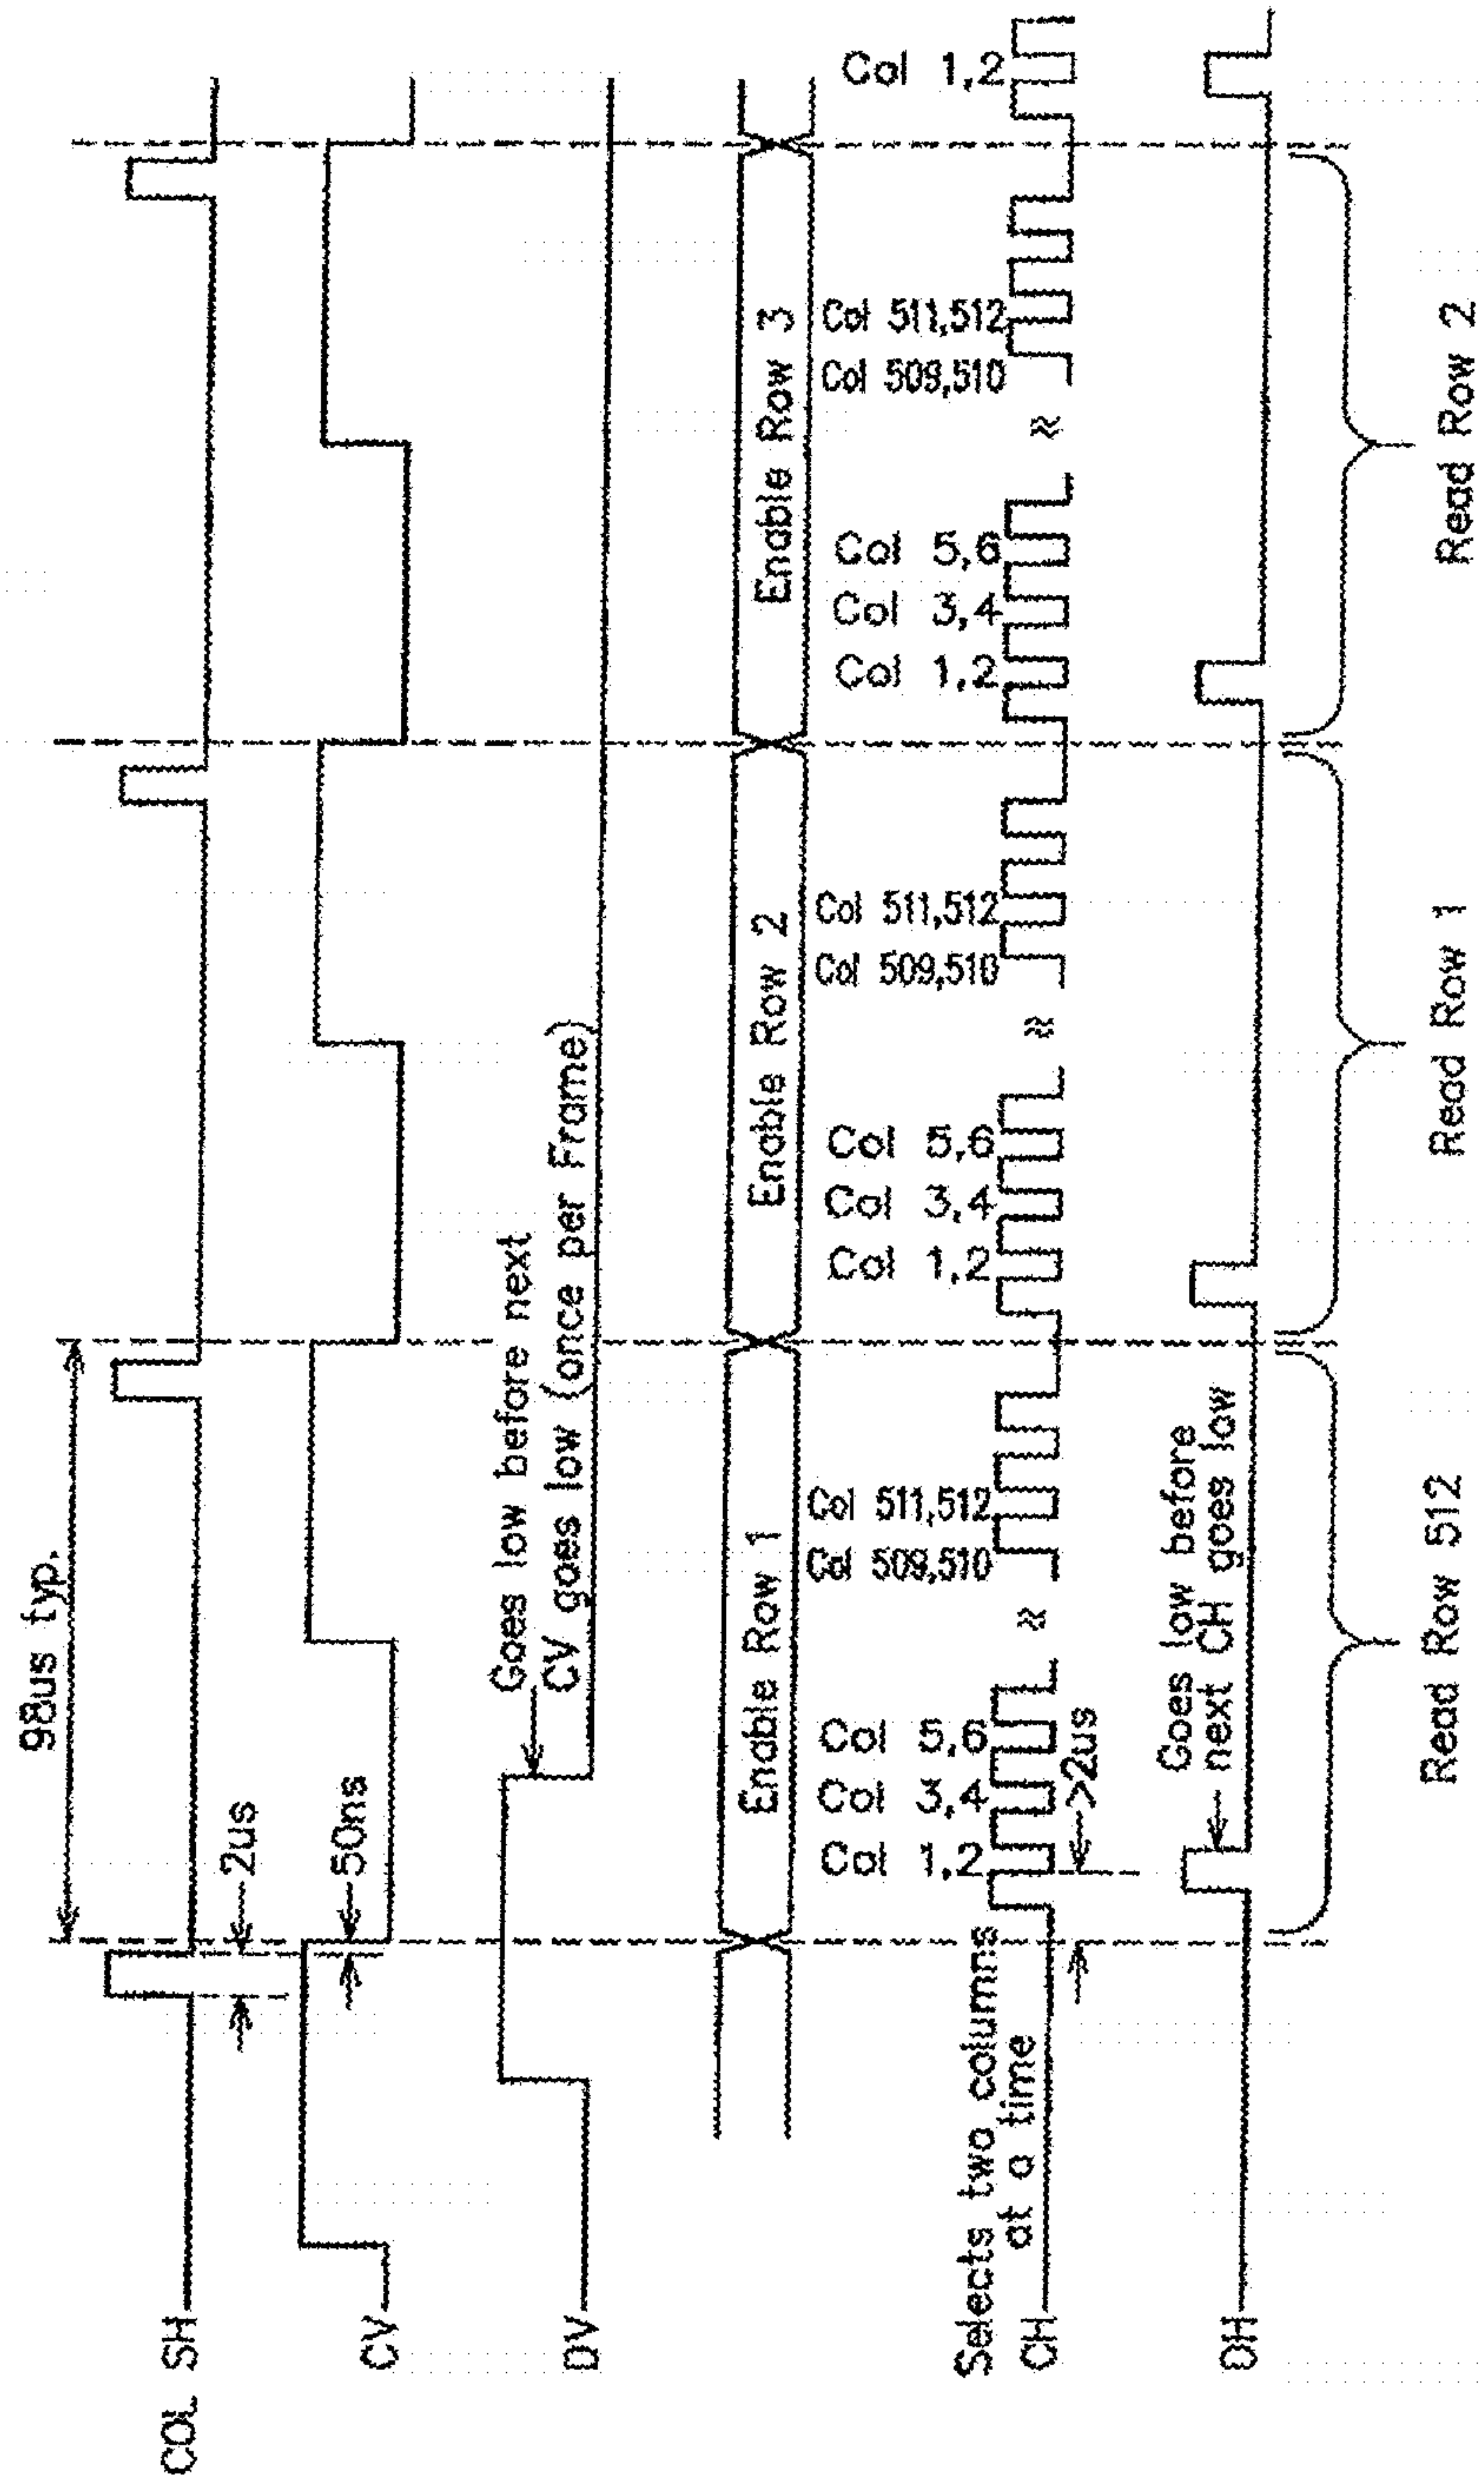 98us typ.
COL SH
2us
CV
50ns
DV
Goes low before next
CV goes low (once per Frame)
Enable Row 1
Enable Row 2
Enable Row 3
Selects two columns
at a time
CH
Col 1,2
Col 3,4
Col 5,6
Col 509,510
Col 511,512
Col 1,2
Col 3,4
Col 5,6
Col 509,510
Col 511,512
Col 1,2
Col 3,4
Col 5,6
Col 509,510
Col 511,512
Col 1,2
>2us
DH
Goes low before
next CH goes low
Read Row 512
Read Row 1
Read Row 2